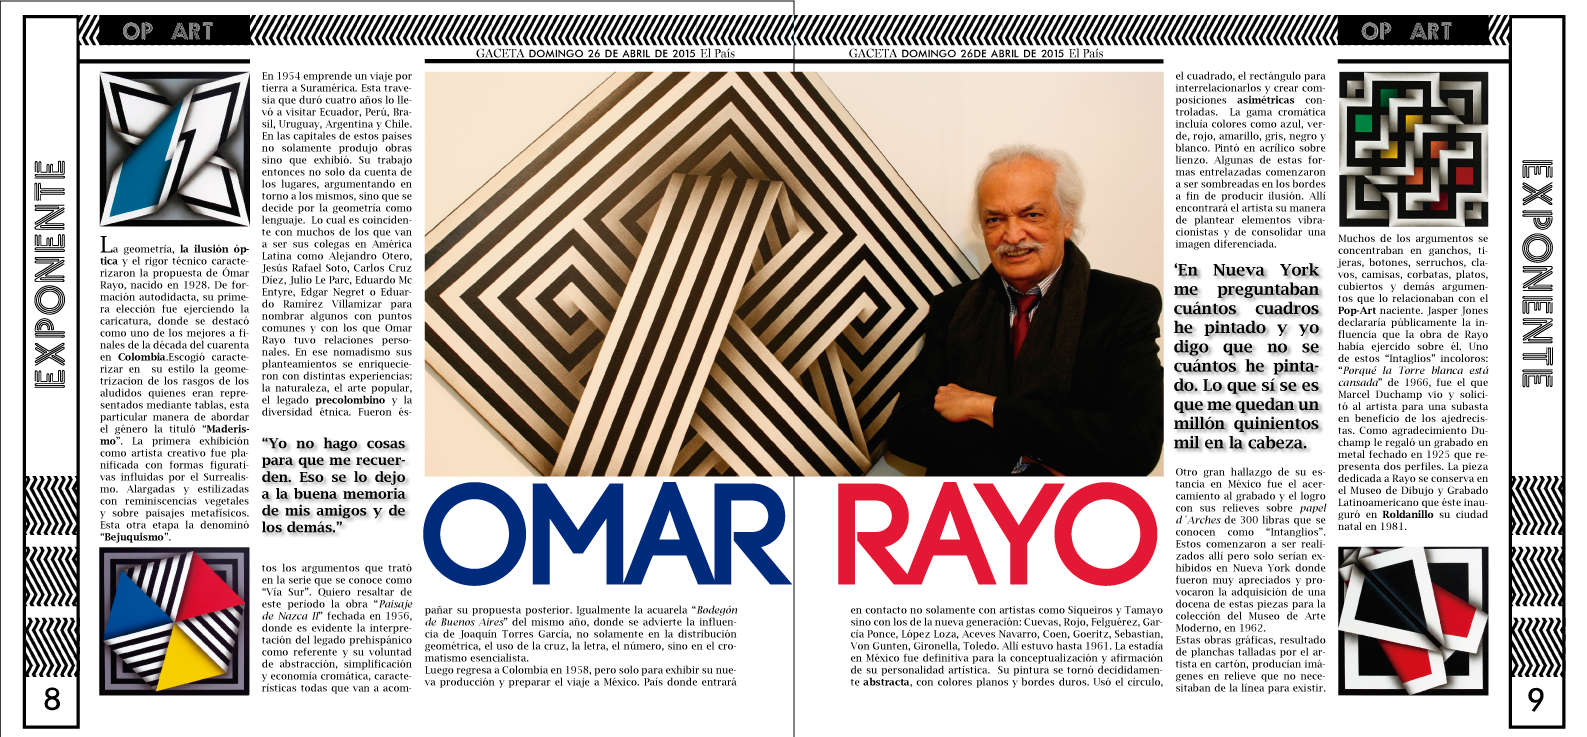 OP ART
GACETA DOMINGO 26 DE ABRIL DE 2015 El País
EXPONENTE
La geometría, la ilusión óp-
tica y el rigor técnico caracte-
rizaron la propuesta de Ómar
Rayo, nacido en 1928. De for-
mación autodidacta, su prime-
ra elección fue ejerciendo la
caricatura, donde se destacó
como uno de los mejores a fi-
nales de la década del cuarenta
en Colombia.Escogió caracte-
rizar en su estilo la geome-
trizacion de los rasgos de los
aludidos quienes eran repre-
sentados mediante tablas, esta
particular manera de abordar
el género la tituló “Maderis-
mo”. La primera exhibición
como artista creativo fue pla-
nificada con formas figurati-
vas influidas por el Surrealis-
mo. Alargadas y estilizadas
con reminiscencias vegetales
y sobre paisajes metafísicos.
Esta otra etapa la denominó
“Bejuquismo”.
8
En 1954 emprende un viaje por
tierra a Suramérica. Esta trave-
sía que duró cuatro años lo lle-
vó a visitar Ecuador, Perú, Bra-
sil, Uruguay, Argentina y Chile.
En las capitales de estos países
no solamente produjo obras
sino que exhibió. Su trabajo
entonces no solo da cuenta de
los lugares, argumentando en
torno a los mismos, sino que se
decide por la geometría como
lenguaje. Lo cual es coinciden-
te con muchos de los que van
a ser sus colegas en América
Latina como Alejandro Otero,
Jesús Rafael Soto, Carlos Cruz
Díez, Julio Le Parc, Eduardo Mc
Entyre, Edgar Negret o Eduar-
do Ramírez Villamizar para
nombrar algunos con puntos
comunes y con los que Omar
Rayo tuvo relaciones perso-
nales. En ese nomadismo sus
planteamientos se enriquecie-
ron con distintas experiencias:
la naturaleza, el arte popular,
el legado precolombino y la
diversidad étnica. Fueron és-
“Yo no hago cosas
para que me recuer-
den. Eso se lo dejo
a la buena memoria
de mis amigos y de
los demás.”
tos los argumentos que trató
en la serie que se conoce como
“Vía Sur”. Quiero resaltar de
este período la obra “Paisaje
de Nazca II” fechada en 1956,
donde es evidente la interpre-
tación del legado prehispánico
como referente y su voluntad
de abstracción, simplificación
y economía cromática, caracte-
rísticas todas que van a acom-
OMAR RAYO
pañar su propuesta posterior. Igualmente la acuarela “Bodegón
de Buenos Aires” del mismo año, donde se advierte la influen-
cia de Joaquín Torres García, no solamente en la distribución
geométrica, el uso de la cruz, la letra, el número, sino en el cro-
matismo esencialista.
Luego regresa a Colombia en 1958, pero solo para exhibir su nue-
va producción y preparar el viaje a México. País donde entrará
GACETA DOMINGO 26DE ABRIL DE 2015 El País
OP ART
en contacto no solamente con artistas como Siqueiros y Tamayo
sino con los de la nueva generación: Cuevas, Rojo, Felguérez, Gar-
cía Ponce, López Loza, Aceves Navarro, Coen, Goeritz, Sebastian,
Von Gunten, Gironella, Toledo. Allí estuvo hasta 1961. La estadía
en México fue definitiva para la conceptualización y afirmación
de su personalidad artística. Su pintura se tornó decididamen-
te abstracta, con colores planos y bordes duros. Usó el círculo,
el cuadrado, el rectángulo para
interrelacionarlos y crear com-
posiciones asimétricas con-
troladas. La gama cromática
incluía colores como azul, ver-
de, rojo, amarillo, gris, negro y
blanco. Pintó en acrílico sobre
lienzo. Algunas de estas for-
mas entrelazadas comenzaron
a ser sombreadas en los bordes
a fin de producir ilusión. Allí
encontrará el artista su manera
de plantear elementos vibra-
cionistas y de consolidar una
imagen diferenciada.
‘En Nueva York
me preguntaban
cuántos cuadros
he pintado y yo
digo que no se
cuántos he pinta-
do. Lo que sí se es
que me quedan un
millón quinientos
mil en la cabeza.
Otro gran hallazgo de su es-
tancia en México fue el acer-
camiento al grabado y el logro
con sus relieves sobre papel
d´Arches de 300 libras que se
conocen como “Intanglios”.
Estos comenzaron a ser reali-
zados allí pero solo serían ex-
hibidos en Nueva York donde
fueron muy apreciados y pro-
vocaron la adquisición de una
docena de estas piezas para la
colección del Museo de Arte
Moderno, en 1962.
Estas obras gráficas, resultado
de planchas talladas por el ar-
tista en cartón, producían imá-
genes en relieve que no nece-
sitaban de la línea para existir.
Muchos de los argumentos se
concentraban en ganchos, ti-
jeras, botones, serruchos, cla-
vos, camisas, corbatas, platos,
cubiertos y demás argumen-
tos que lo relacionaban con el
Pop-Art naciente. Jasper Jones
declararía públicamente la in-
fluencia que la obra de Rayo
había ejercido sobre él. Uno
de estos “Intaglios” incoloros:
“Porqué la Torre blanca está
cansada” de 1966, fue el que
Marcel Duchamp vio y solici-
tó al artista para una subasta
en beneficio de los ajedrecis-
tas. Como agradecimiento Du-
champ le regaló un grabado en
metal fechado en 1925 que re-
presenta dos perfiles. La pieza
dedicada a Rayo se conserva en
el Museo de Dibujo y Grabado
Latinoamericano que éste inau-
guró en Roldanillo su ciudad
natal en 1981.
EXPONENTE
9